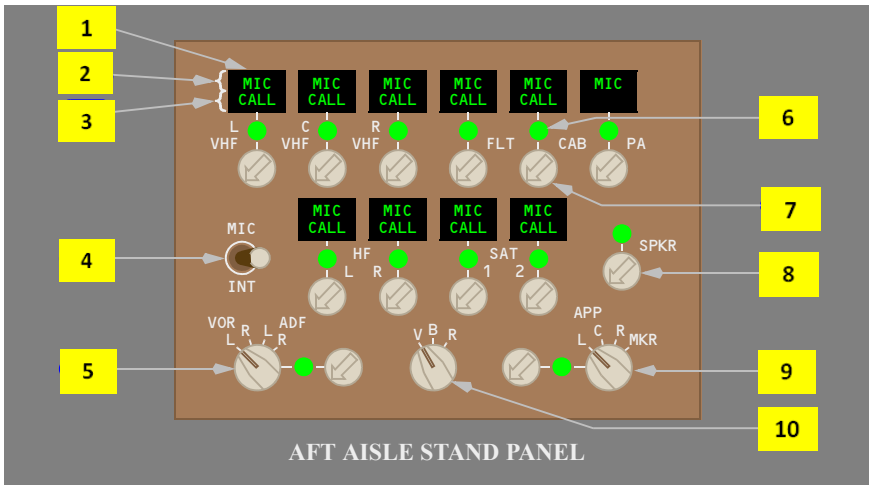 1
2
3
MIC MIC MIC MIC MIC MIC
CALL CALL CALL CALL CALL
6
L C R
VHF VHF VHF FLT CAB PA
7
MIC MIC MIC MIC
CALL CALL CALL CALL
MIC
4
INT
HF SAT
L R 1 2
SPKR
8
VOR ADF
L R L R
5
V B R
APP
L C R MKR
9
10
AFT AISLE STAND PANEL